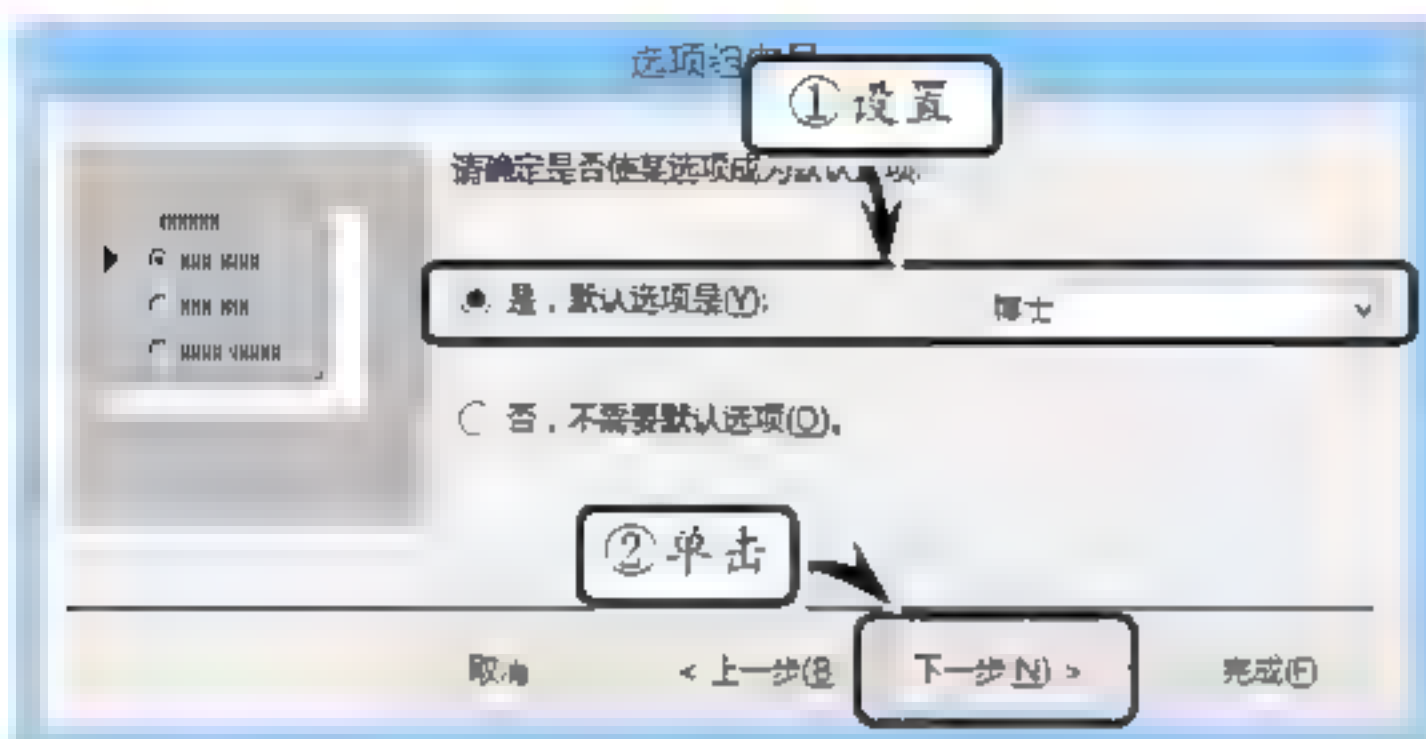 选项组向导
① 设置
请确定是否使某选项成为默认选项:
是，默认选项是(Y):
博士
否，不需要默认选项(O)。
② 单击
取消
< 上一步(B
下一步 N) >
完成(F)